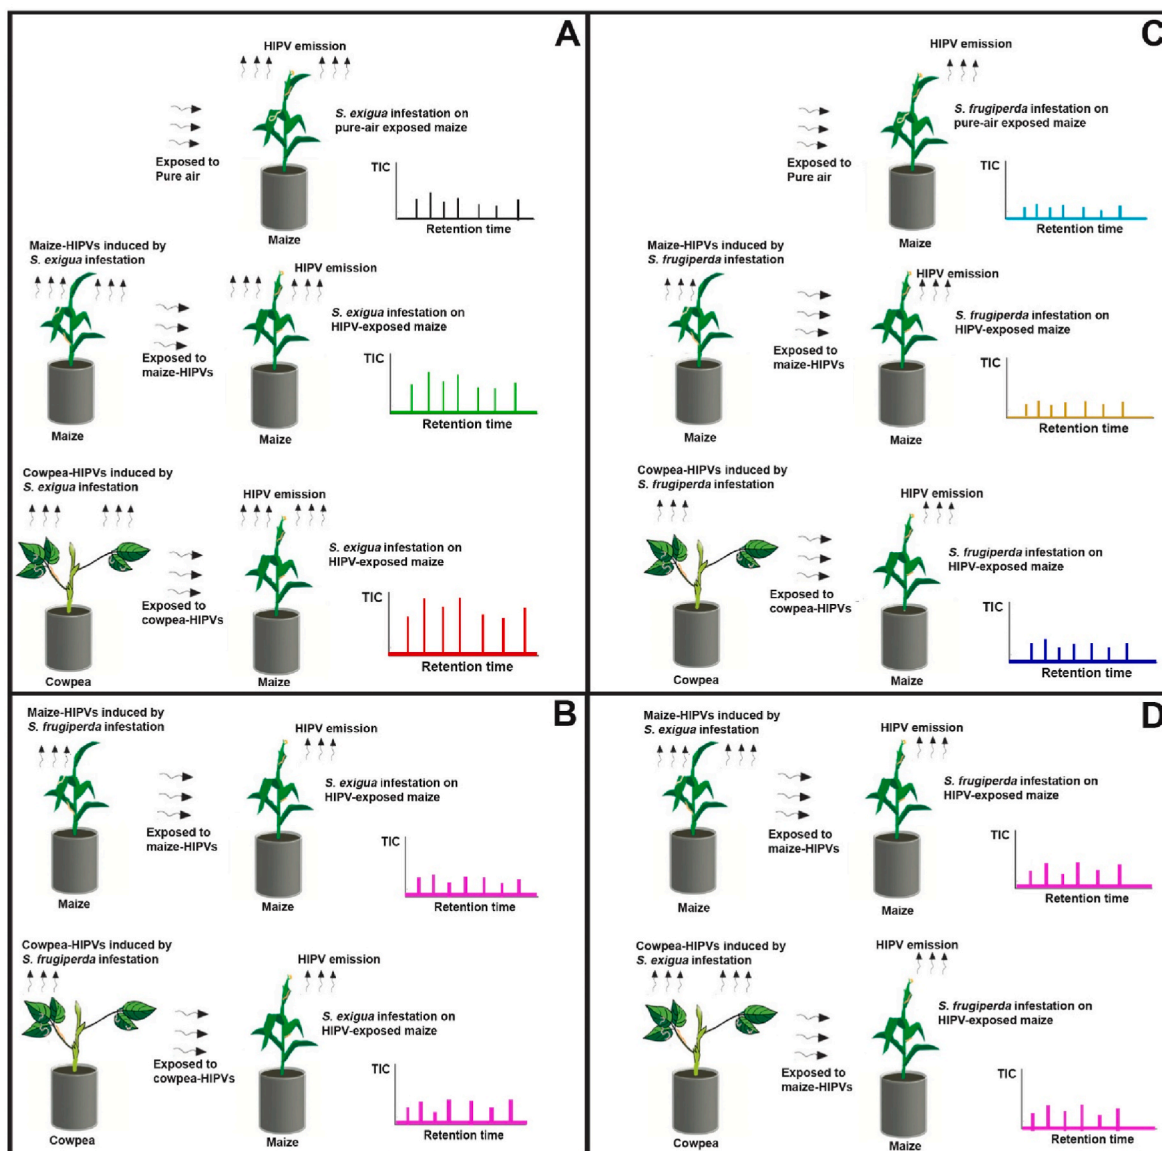 A
HIPV emission
S. exigua infestation on
pure-air exposed maize
Exposed to
Pure air
TIC
Retention time
Maize
Maize-HIPVs induced by
S. exigua infestation
HIPV emission
S. exigua infestation on
HIPV-exposed maize
Exposed to
maize-HIPVs
TIC
Retention time
Maize
Maize
Cowpea-HIPVs induced by
S. exigua infestation
HIPV emission
S. exigua infestation on
HIPV-exposed maize
Exposed to
cowpea-HIPVs
TIC
Retention time
Cowpea
Maize
C
HIPV emission
S. frugiperda infestation on
pure-air exposed maize
Exposed to
Pure air
TIC
Retention time
Maize
Maize-HIPVs induced by
S. frugiperda infestation
HIPV emission
S. frugiperda infestation on
HIPV-exposed maize
Exposed to
maize-HIPVs
TIC
Retention time
Maize
Maize
Cowpea-HIPVs induced by
S. frugiperda infestation
HIPV emission
S. frugiperda infestation on
HIPV-exposed maize
Exposed to
cowpea-HIPVs
TIC
Retention time
Cowpea
Maize
B
Maize-HIPVs induced by
S. frugiperda infestation
HIPV emission
S. exigua infestation on
HIPV-exposed maize
Exposed to
maize-HIPVs
TIC
Retention time
Maize
Maize
Cowpea-HIPVs induced by
S. frugiperda infestation
HIPV emission
S. exigua infestation on
HIPV-exposed maize
Exposed to
cowpea-HIPVs
TIC
Retention time
Cowpea
Maize
D
Maize-HIPVs induced by
S. exigua infestation
HIPV emission
S. frugiperda infestation on
HIPV-exposed maize
Exposed to
maize-HIPVs
TIC
Retention time
Maize
Maize
Cowpea-HIPVs induced by
S. exigua infestation
HIPV emission
S. frugiperda infestation on
HIPV-exposed maize
Exposed to
maize-HIPVs
TIC
Retention time
Cowpea
Maize